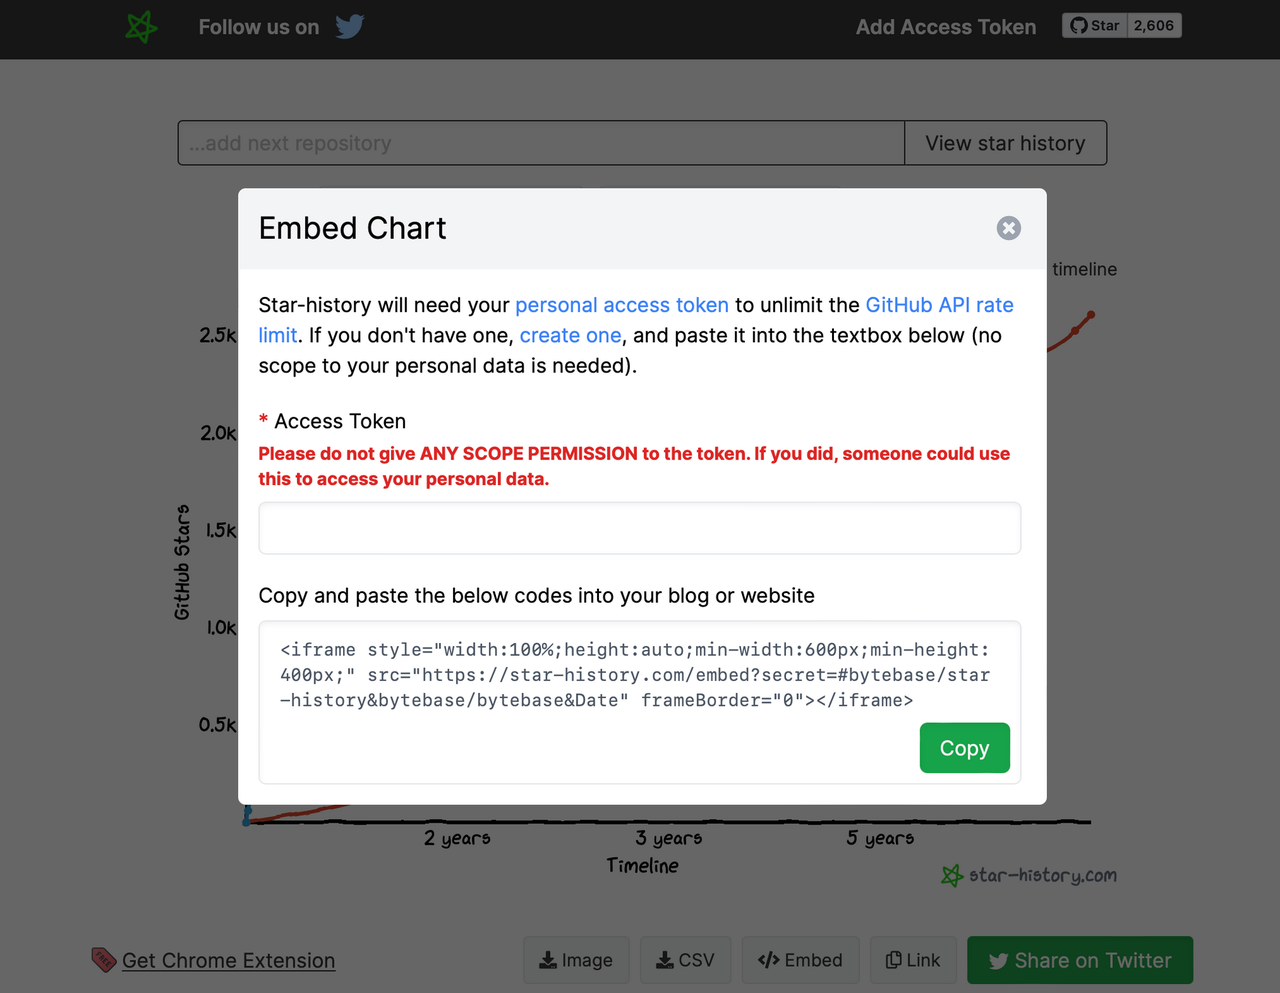 Follow us on
Add Access Token
Star
2,606
...add next repository
View star history
Embed Chart
timeline
Star-history will need your personal access token to unlimit the GitHub API rate
limit. If you don't have one, create one, and paste it into the textbox below (no
scope to your personal data is needed).
* Access Token
Please do not give ANY SCOPE PERMISSION to the token. If you did, someone could use
this to access your personal data.
Copy and paste the below codes into your blog or website
<iframe style="width:100%;height:auto;min-width:600px;min-height:
400px;" src="https://star-history.com/embed?secret=#bytebase/star
-history&bytebase/bytebase&Date" frameBorder="0"></iframe>
Copy
2.5k
2.0k
1.5k
1.0k
0.5k
GitHub Stars
2 years
3 years
5 years
Timeline
star-history.com
FREE
Get Chrome Extension
Image
CSV
Embed
Link
Share on Twitter